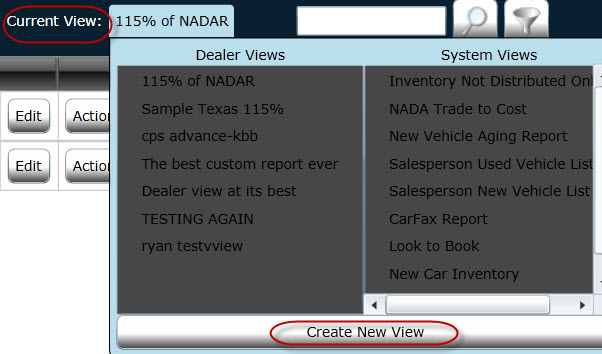 Current View: 115% of NADAR
Dealer Views System Views
115% of NADAR Inventory Not Distributed Onl
Edit Action Sample Texas 115% NADA Trade to Cost
cps advance-kbb New Vehicle Aging Report
Edit Action The best custom report ever Salesperson Used Vehicle List
Dealer view at its best Salesperson New Vehicle List
TESTING AGAIN CarFax Report
ryan testvview Look to Book
New Car Inventory
Create New View